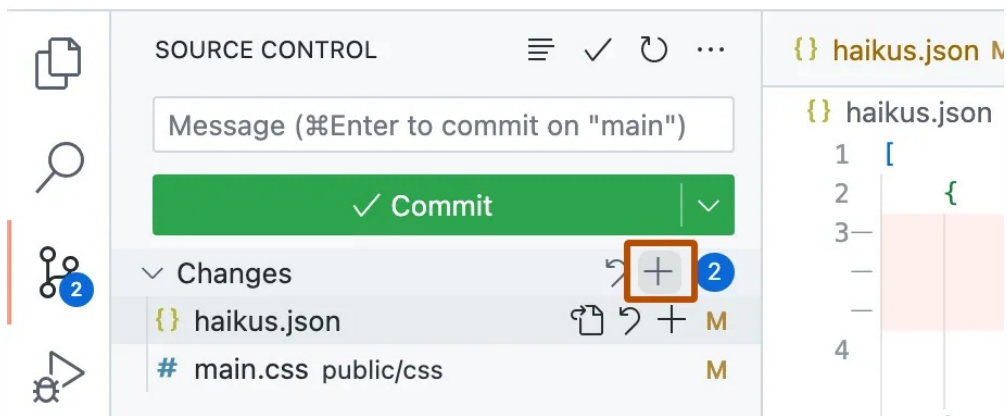 SOURCE CONTROL
Message (⌘Enter to commit on "main")
Commit
Changes 2
{} haikus.json M
# main.css public/css M
2
{} haikus.json M
{} haikus.json
1 [
2 {
3
4